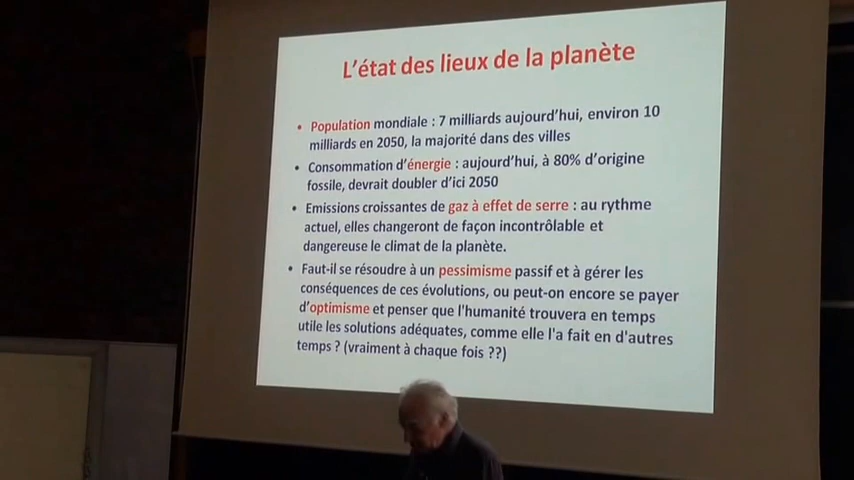 L'état des lieux de la planète
• Population mondiale : 7 milliards aujourd'hui, environ 10
milliards en 2050, la majorité dans des villes
• Consommation d'énergie : aujourd'hui, à 80% d'origine
fossile, devrait doubler d'ici 2050
• Emissions croissantes de gaz à effet de serre : au rythme
actuel, elles changeront de façon incontrôlable et
dangereuse le climat de la planète.
• Faut-il se résoudre à un pessimisme passif et à gérer les
conséquences de ces évolutions, ou peut-on encore se payer
d'optimisme et penser que l'humanité trouvera en temps
utile les solutions adéquates, comme elle l'a fait en d'autres
temps ? (vraiment à chaque fois ??)